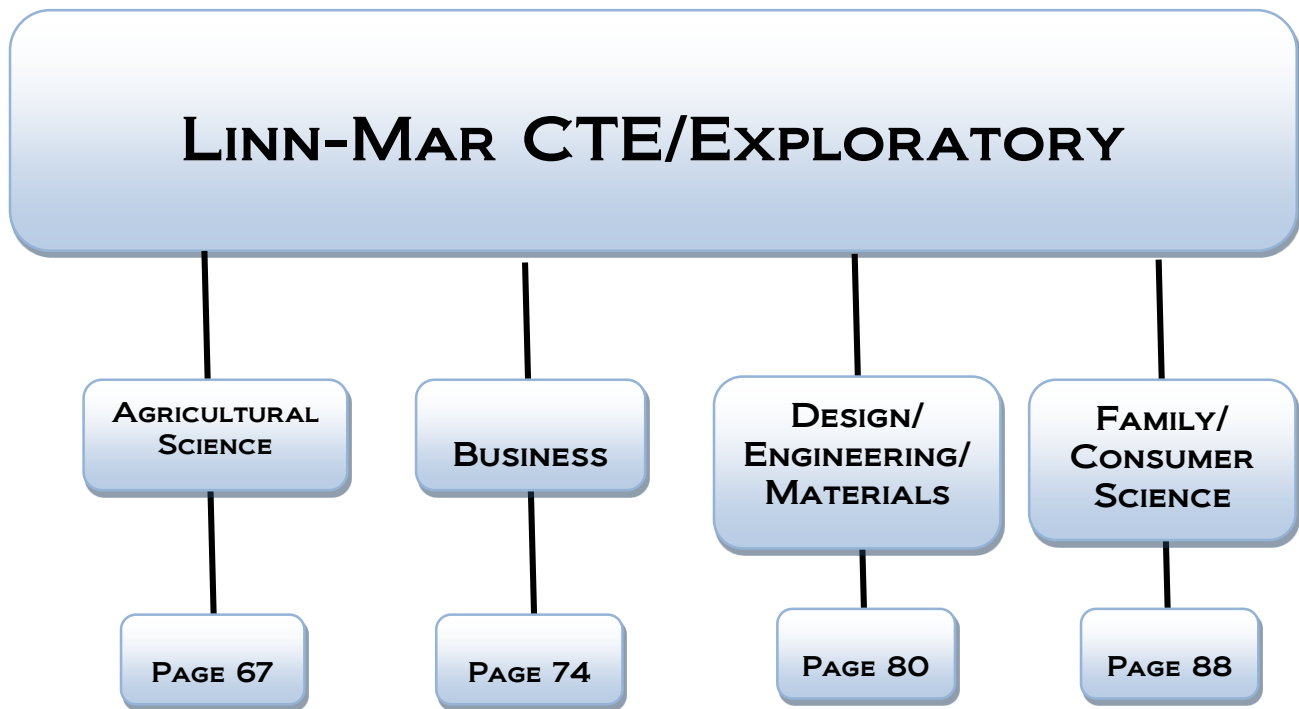 Linn-Mar CTE/Exploratory
Agricultural
Science
Business
Design/
Engineering/
Materials
Family/
Consumer
Science
Page 67
Page 74
Page 80
Page 88